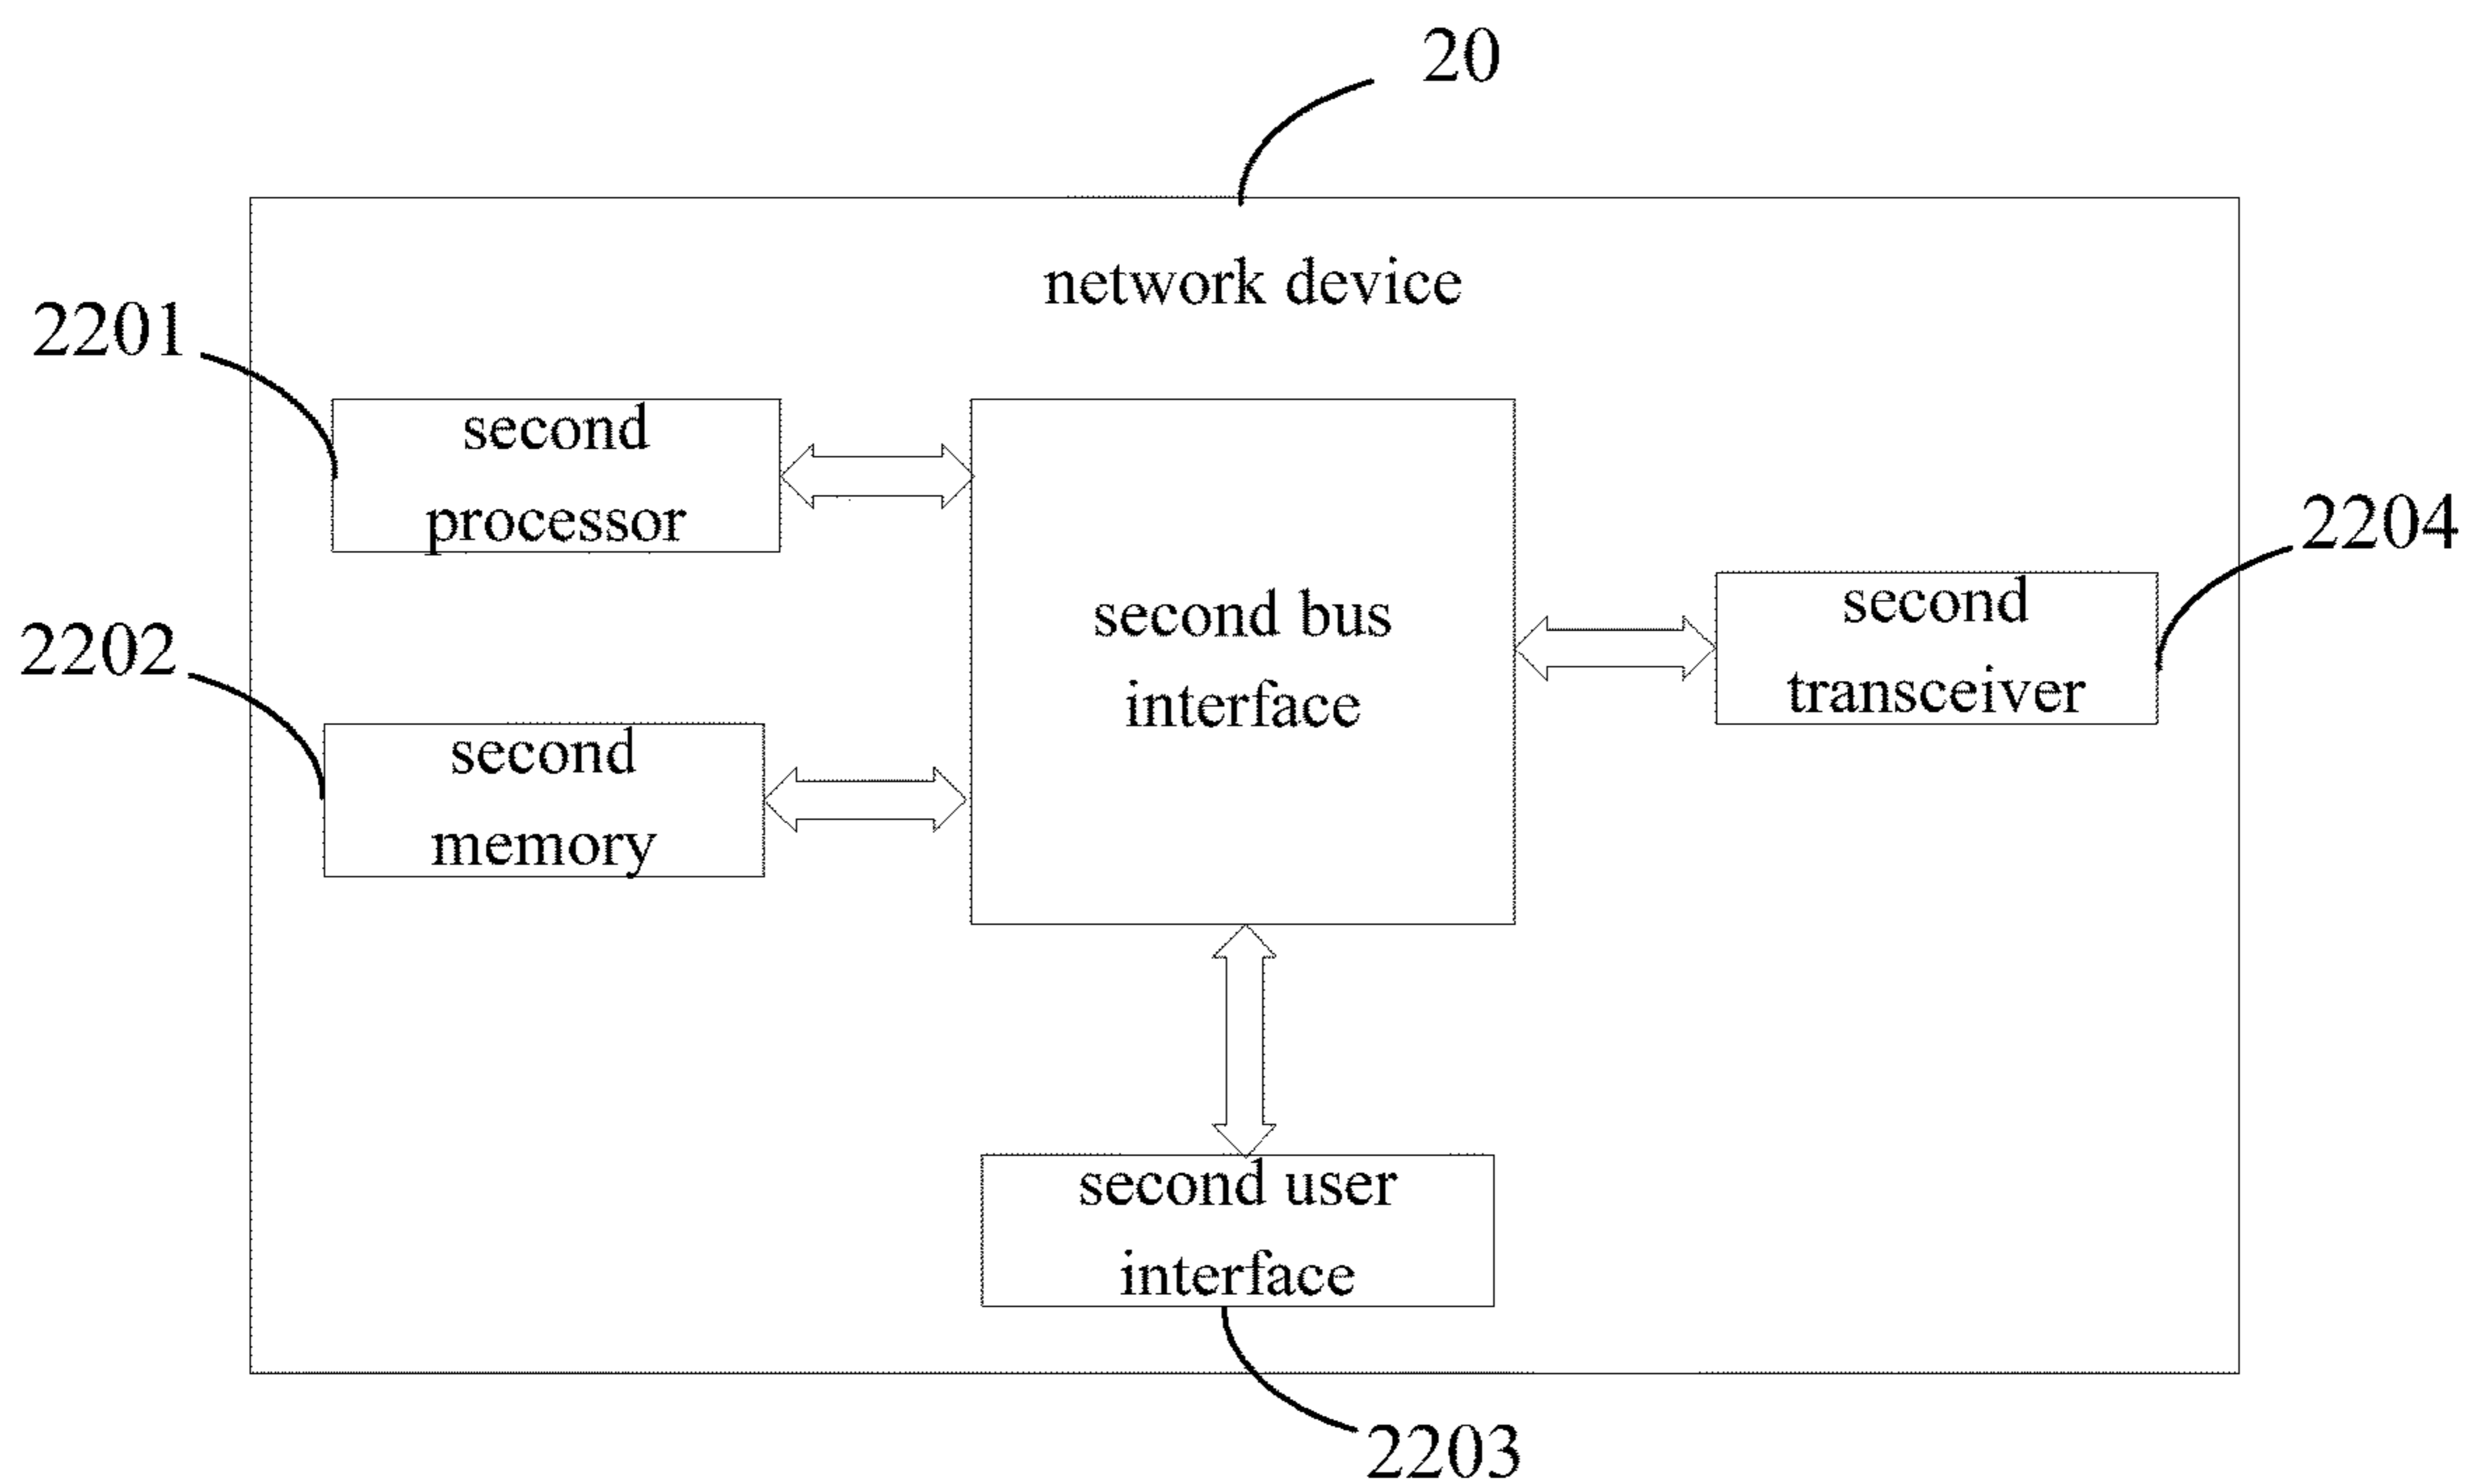 20
network device
2201
second
processor
2202
second
memory
second bus
interface
2204
second
transceiver
second user
interface
2203